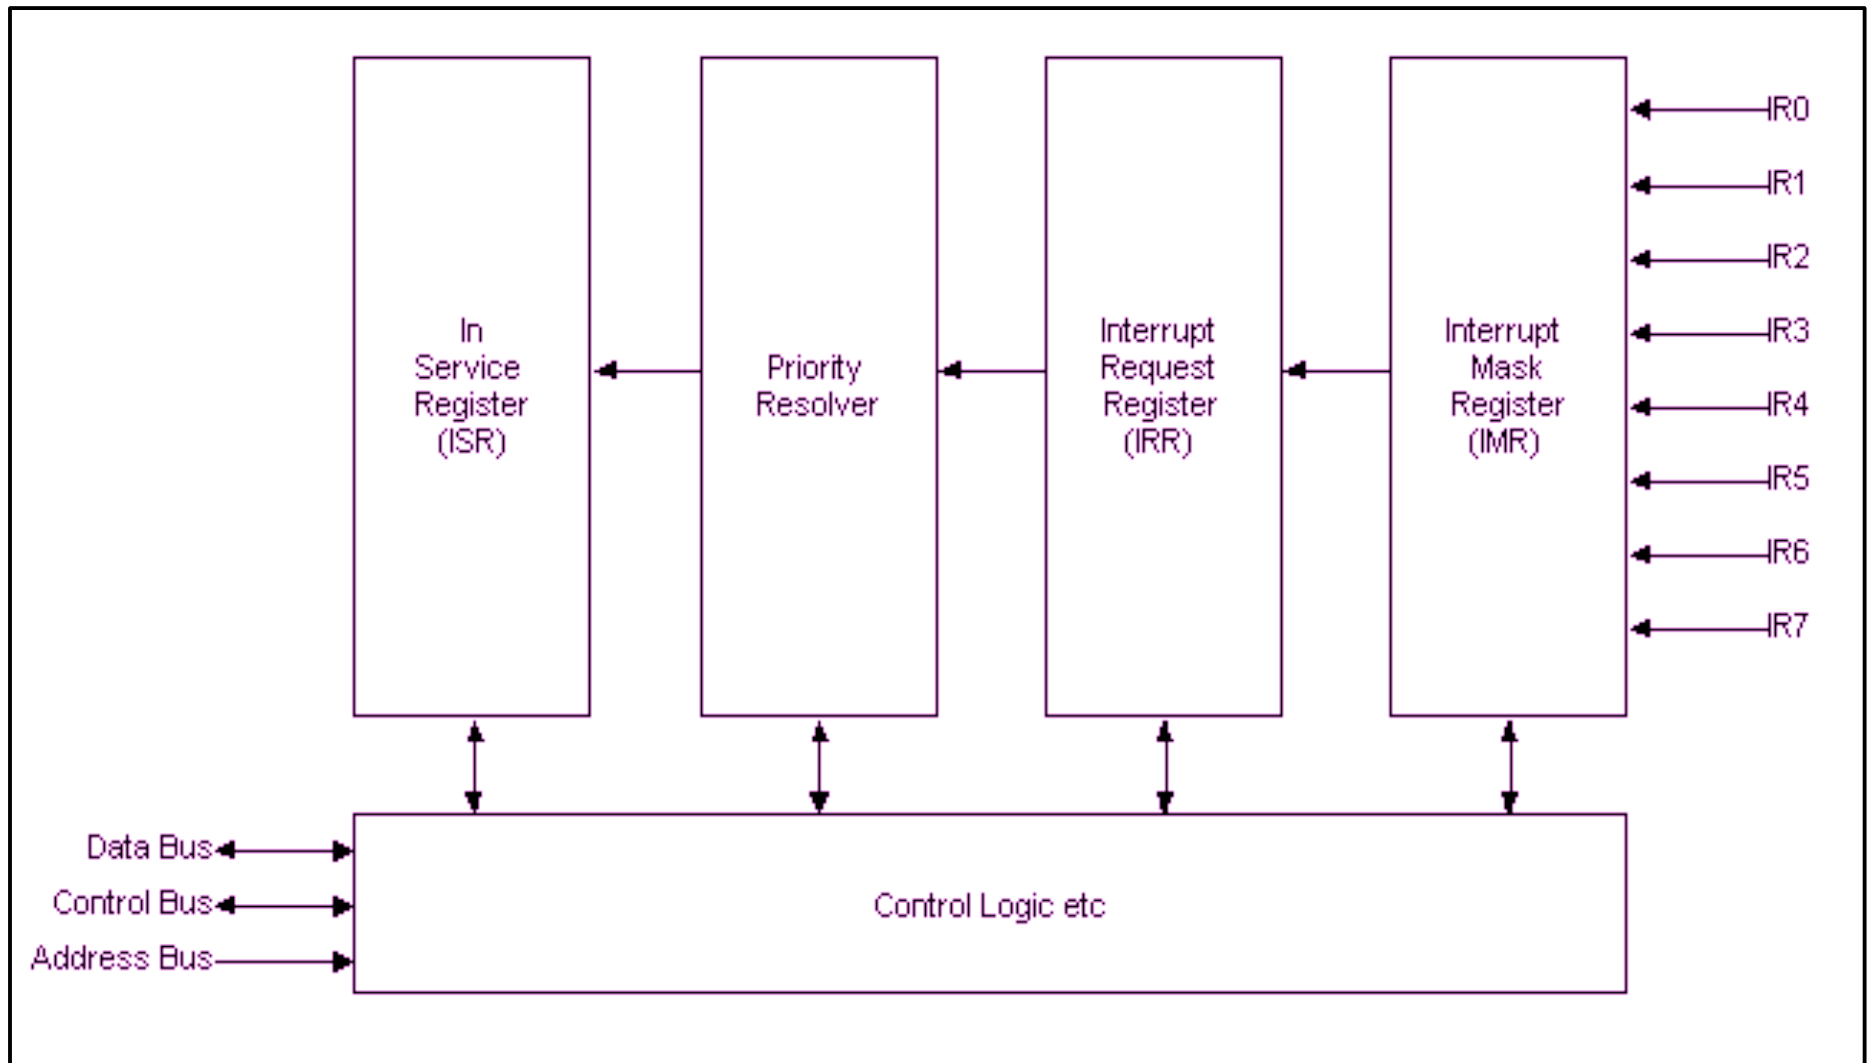 In
Service
Register
(ISR)
Priority
Resolver
Interrupt
Request
Register
(IRR)
Interrupt
Mask
Register
(IMR)
IR0
IR1
IR2
IR3
IR4
IR5
IR6
IR7
Data Bus
Control Bus
Address Bus
Control Logic etc